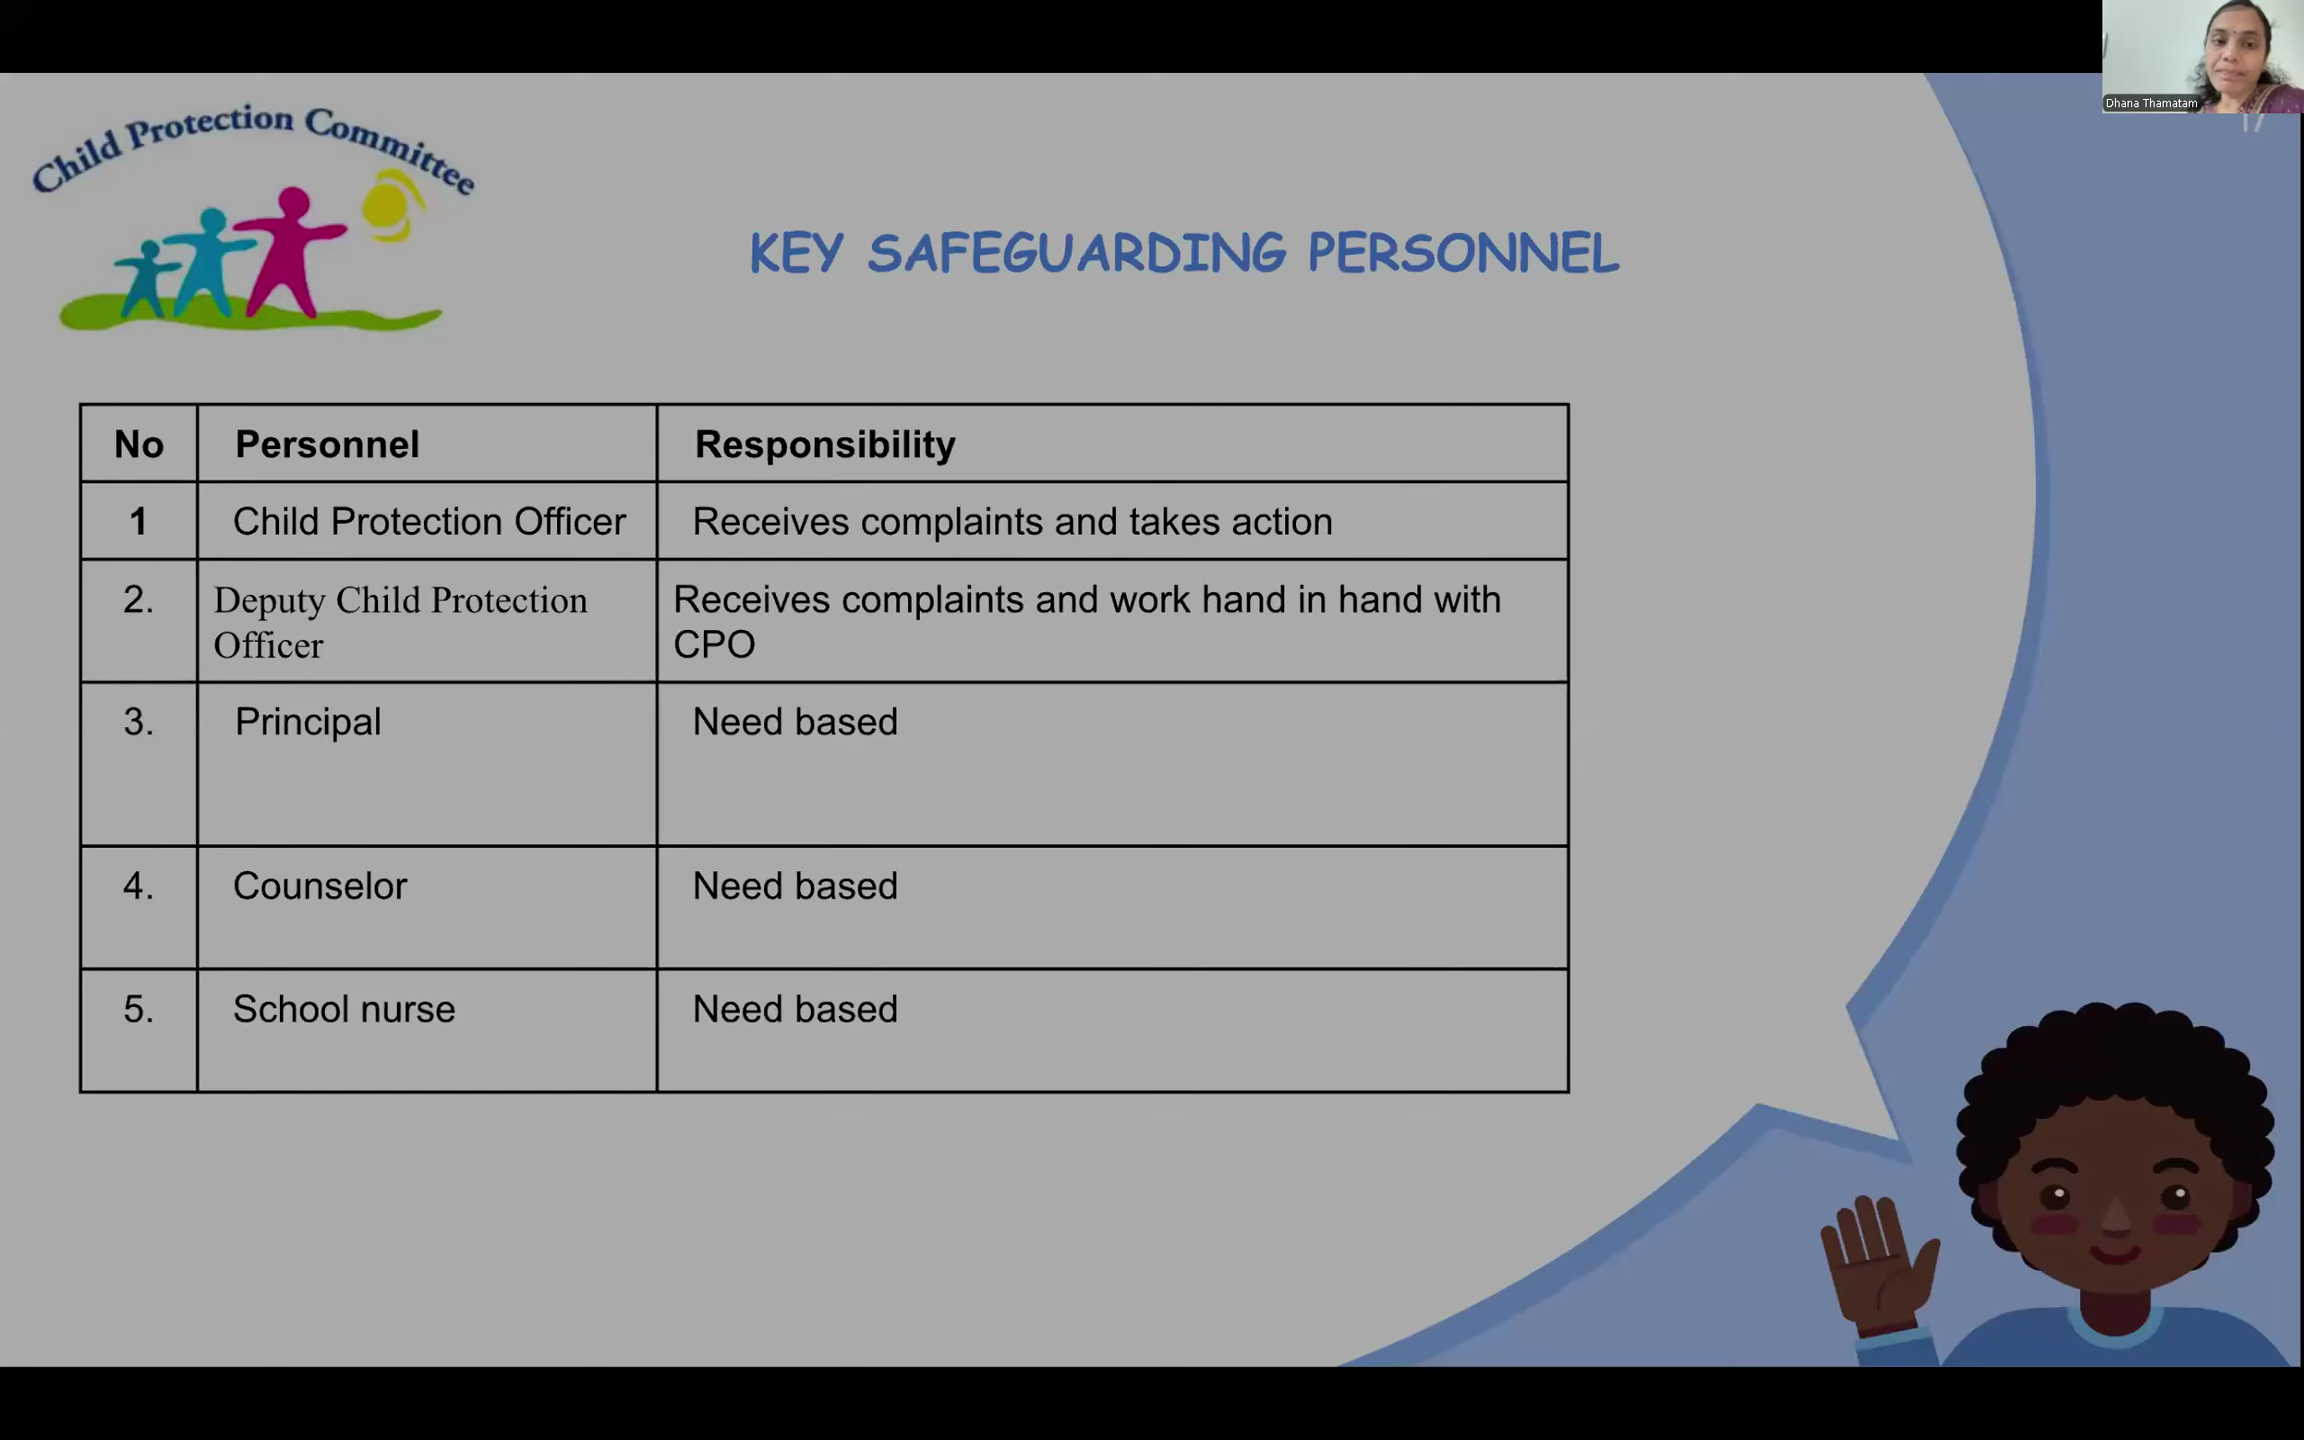 Dhana Thamatam
17
Child Protection Committee
KEY SAFEGUARDING PERSONNEL
No Personnel Responsibility
1 Child Protection Officer Receives complaints and takes action
2. Deputy Child Protection Officer Receives complaints and work hand in hand with CPO
3. Principal Need based
4. Counselor Need based
5. School nurse Need based